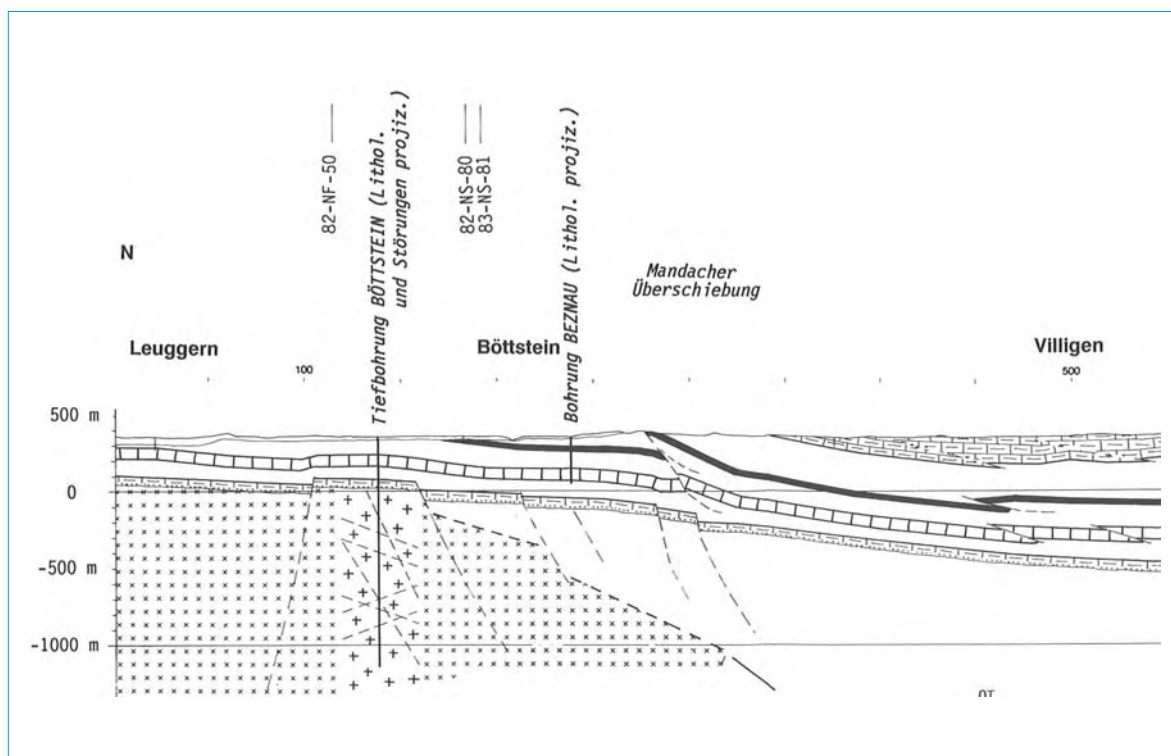 82-NF-50
Tiefbohrung BÖTTSTEIN (Lithol.
und Störungen projiz.)
82-NS-80
83-NS-81
Bohrung BEZNAU (Lithol. projiz.)
N
Mandacher
Überschiebung
Leuggern
Böttstein
Villigen
100
500
500 m
0
-500 m
-1000 m